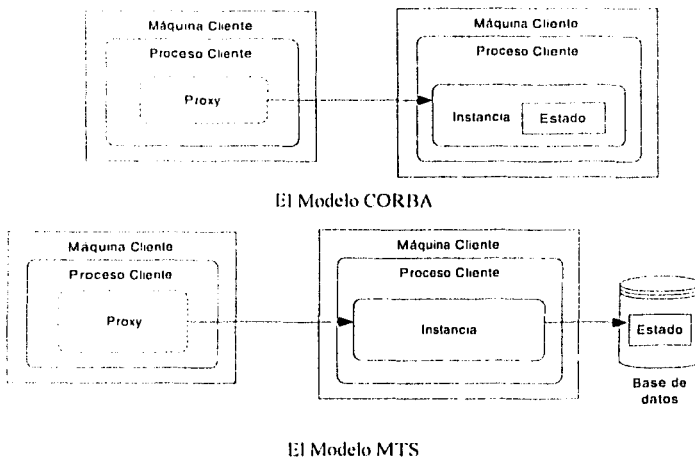 Máquina Cliente
Proceso Cliente
Proxy
Máquina Cliente
Proceso Cliente
Instancia
Estado
El Modelo CORBA
Máquina Cliente
Proceso Cliente
Proxy
Máquina Cliente
Proceso Cliente
Instancia
Estado
Base de
datos
El Modelo MTS